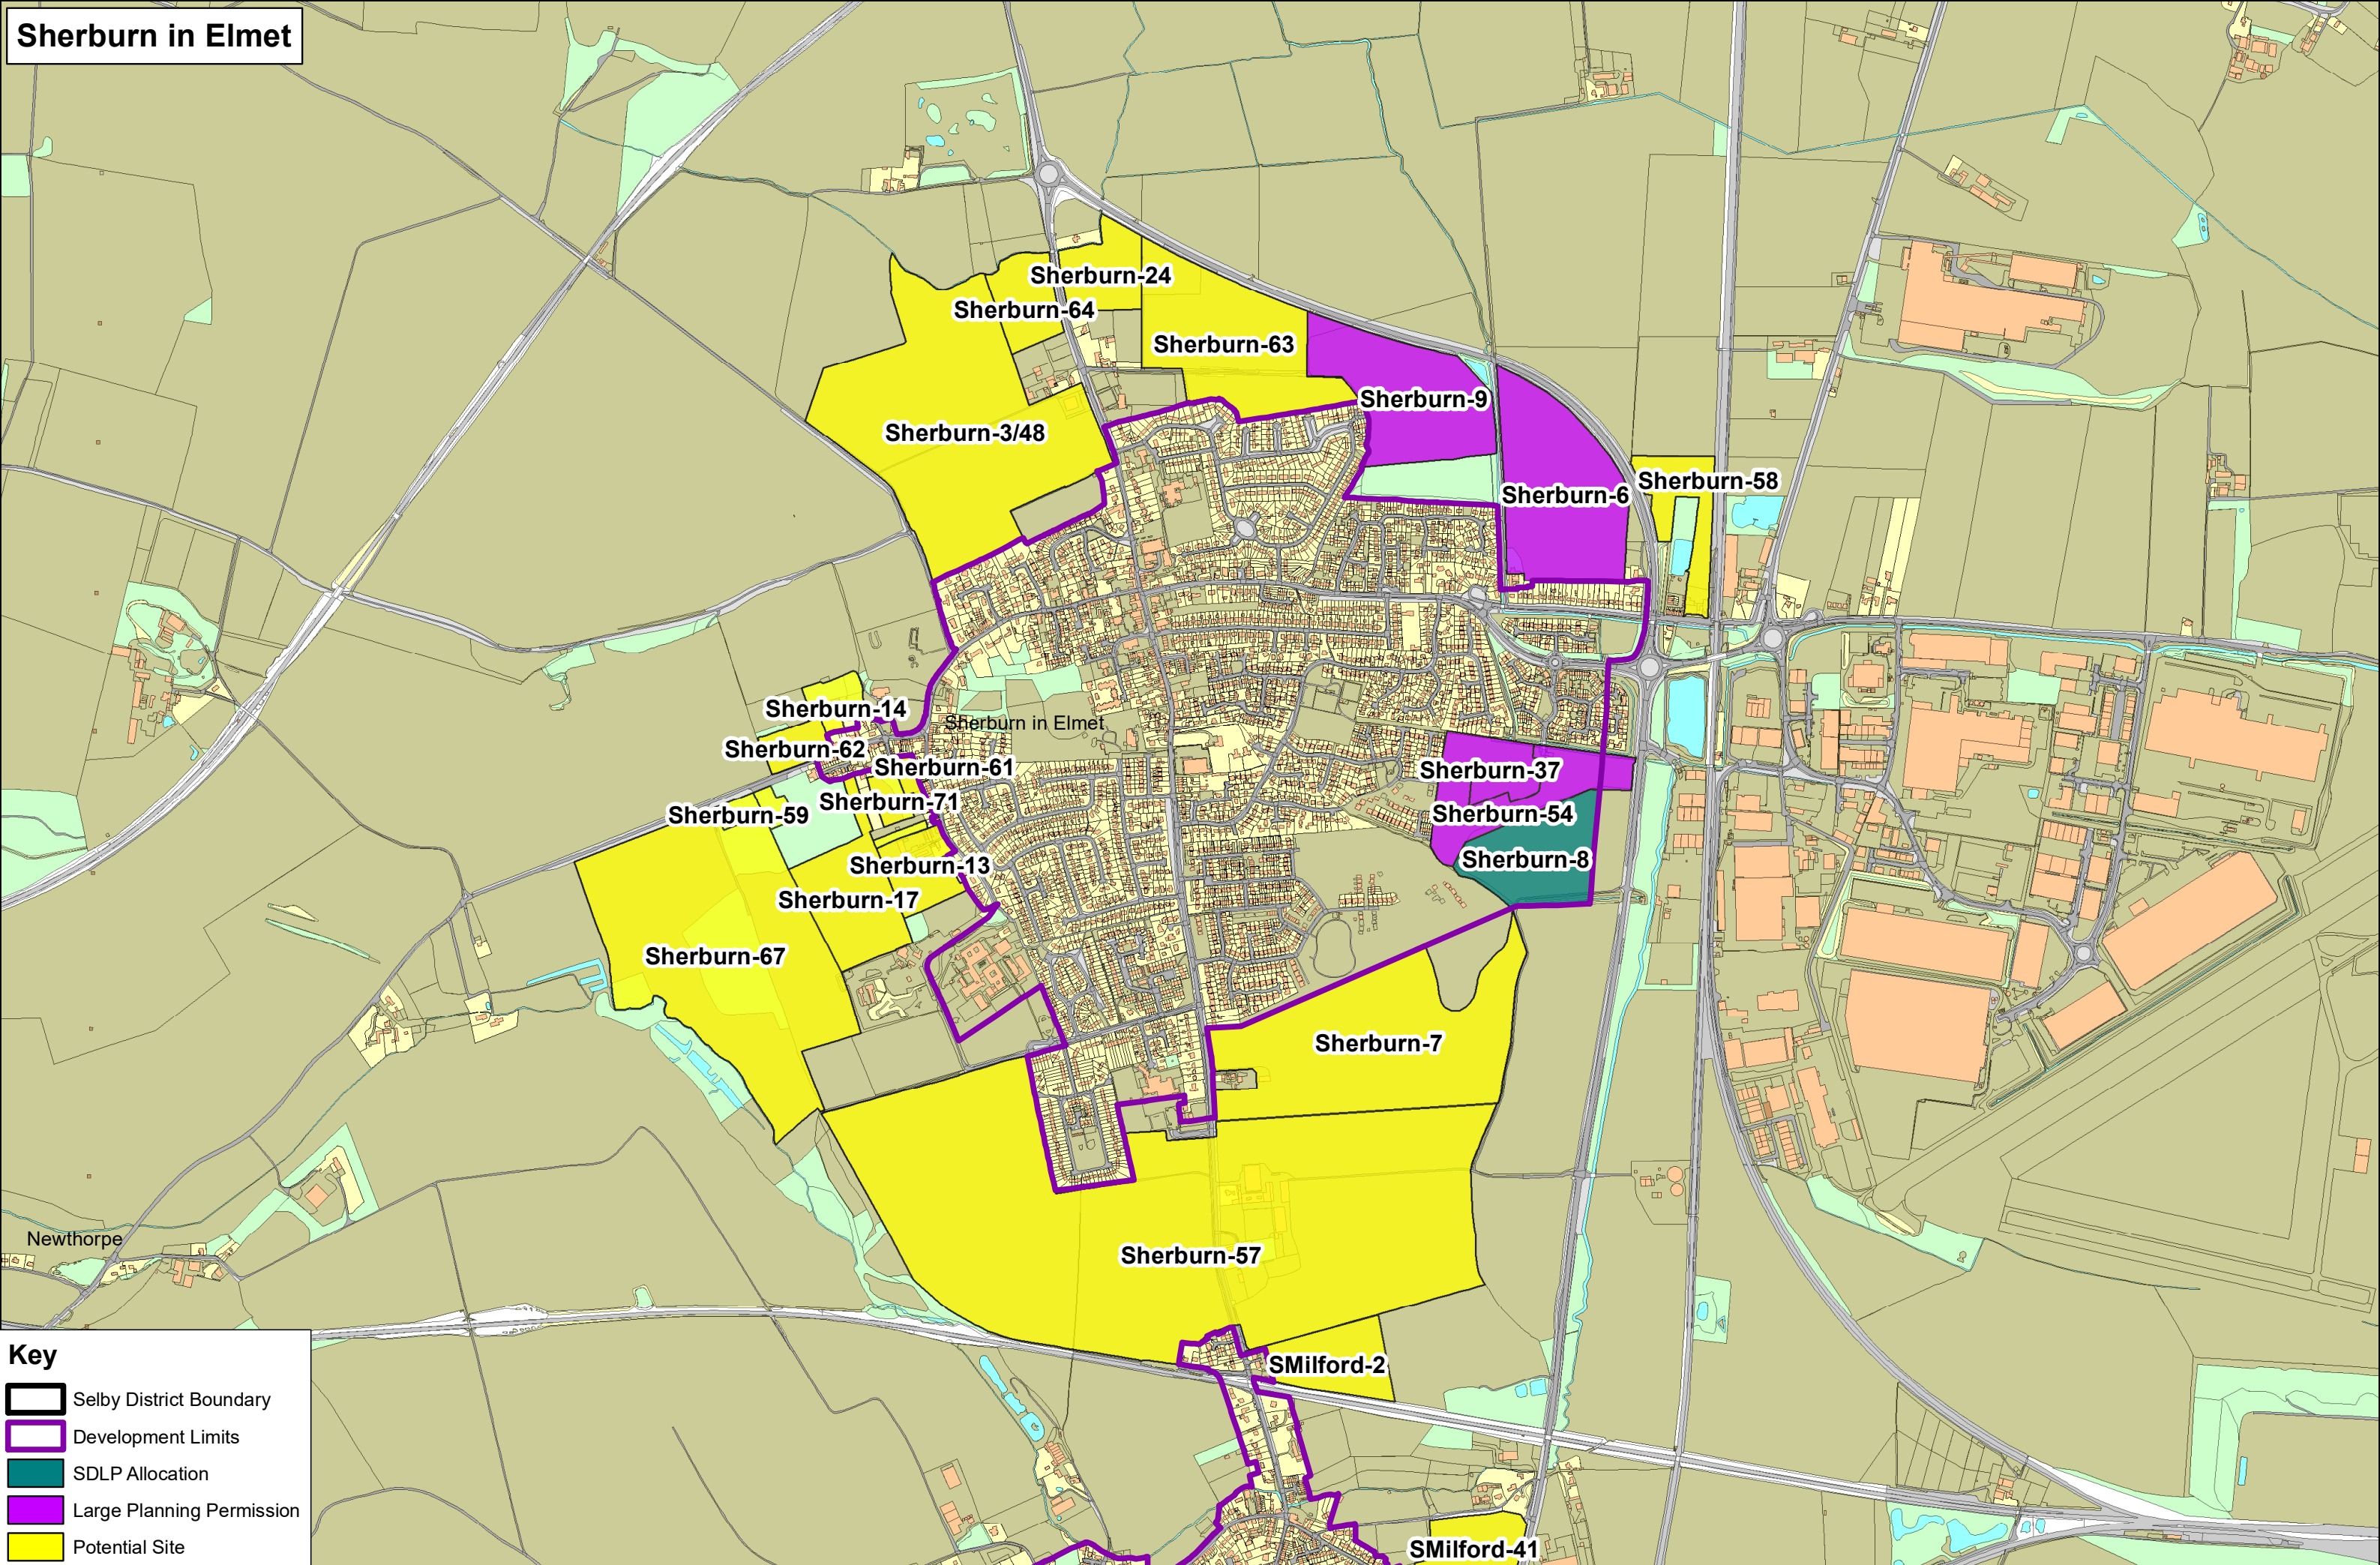 Sherburn in Elmet
Sherburn-24
Sherburn-64
Sherburn-63
Sherburn-9
Sherburn-3/48
Sherburn-58
Sherburn-6
Sherburn-14
Sherburn in Elmet
Sherburn-62
Sherburn-61
Sherburn-37
Sherburn-71
Sherburn-59
Sherburn-54
Sherburn-8
Sherburn-13
Sherburn-17
Sherburn-67
Sherburn-7
Newthorpe
Sherburn-57
SMilford-2
SMilford-41
Key
Selby District Boundary
Development Limits
SDLP Allocation
Large Planning Permission
Potential Site